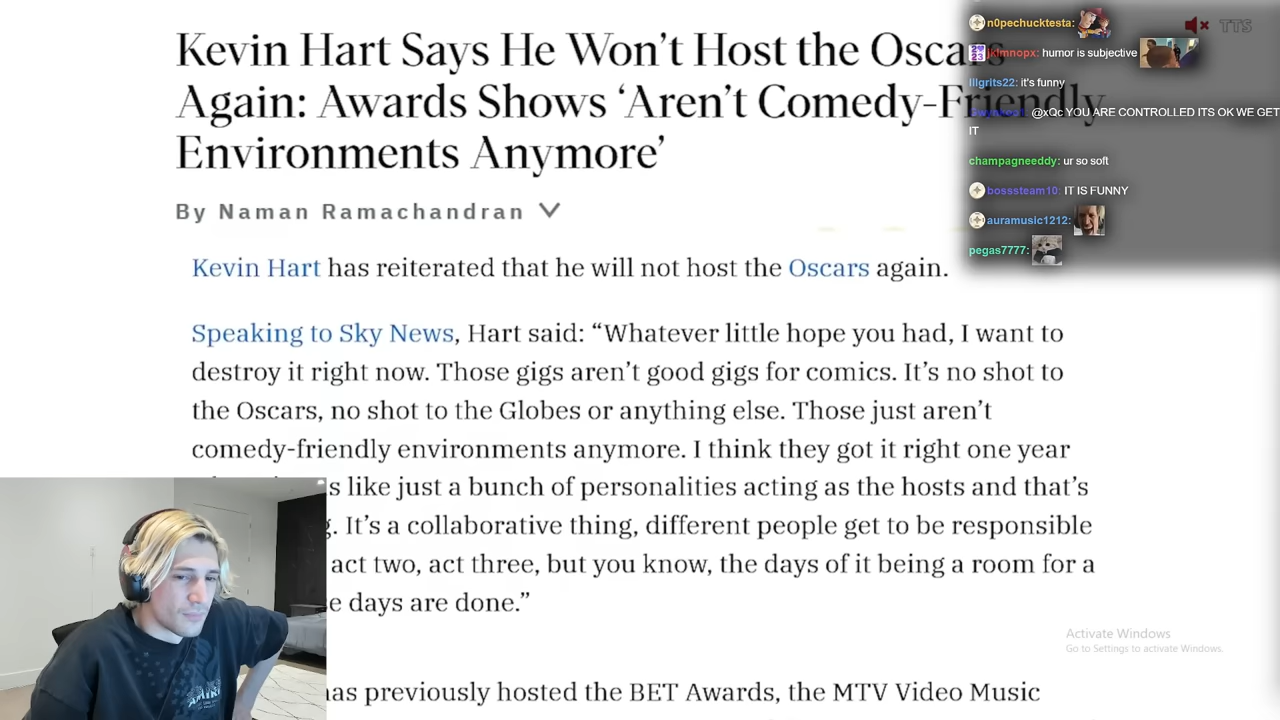 Kevin Hart Says He Won’t Host the Oscars
Again: Awards Shows ‘Aren’t Comedy-Friendly
Environments Anymore’
By Naman Ramachandran
Kevin Hart has reiterated that he will not host the Oscars again.
Speaking to Sky News, Hart said: “Whatever little hope you had, I want to
destroy it right now. Those gigs aren’t good gigs for comics. It’s no shot to
the Oscars, no shot to the Globes or anything else. Those just aren’t
comedy-friendly environments anymore. I think they got it right one year
s like just a bunch of personalities acting as the hosts and that’s
g. It’s a collaborative thing, different people get to be responsible
act two, act three, but you know, the days of it being a room for a
e days are done.”
has previously hosted the BET Awards, the MTV Video Music
n0pechucktesta:
TTS
jklmnopx: humor is subjective
lllgrits22: it's funny
@xQc YOU ARE CONTROLLED ITS OK WE GET
IT
champagneeddy: ur so soft
bosssteam10: IT IS FUNNY
auramusic1212:
pegas7777:
Activate Windows
Go to Settings to activate Windows.